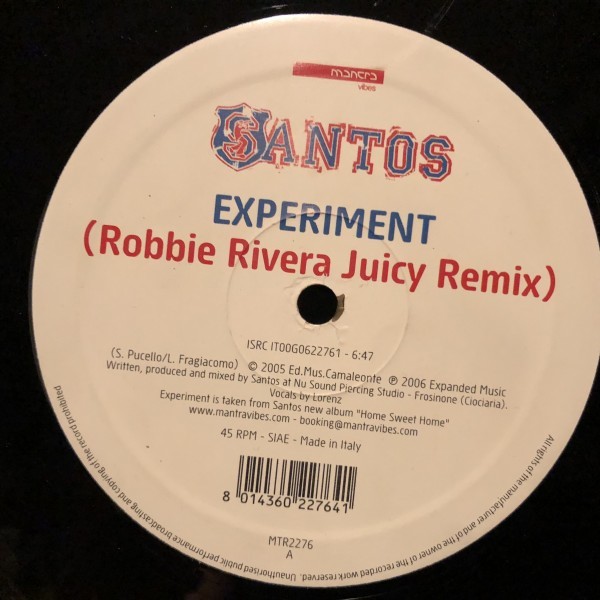 mantra
vibes
SANTOS
EXPERIMENT
(Robbie Rivera Juicy Remix)
ISRC IT00G0622761 - 6:47
(S. Pucello/L. Fragiacomo) © 2005 Ed.Mus.Camaleonte ℗ 2006 Expanded Music
Written, produced and mixed by Santos at Nu Sound Piercing Studio - Frosinone (Ciociaria).
Vocals by Lorenz
Experiment is taken from Santos new album "Home Sweet Home"
www.mantravibes.com - booking@mantravibes.com
45 RPM - SIAE - Made in Italy
8 014360 227641
MTR2276
A
All rights of the manufacturer and of the owner of the recorded work reserved. Unauthorised public performance broadcasting and copying of the record prohibited